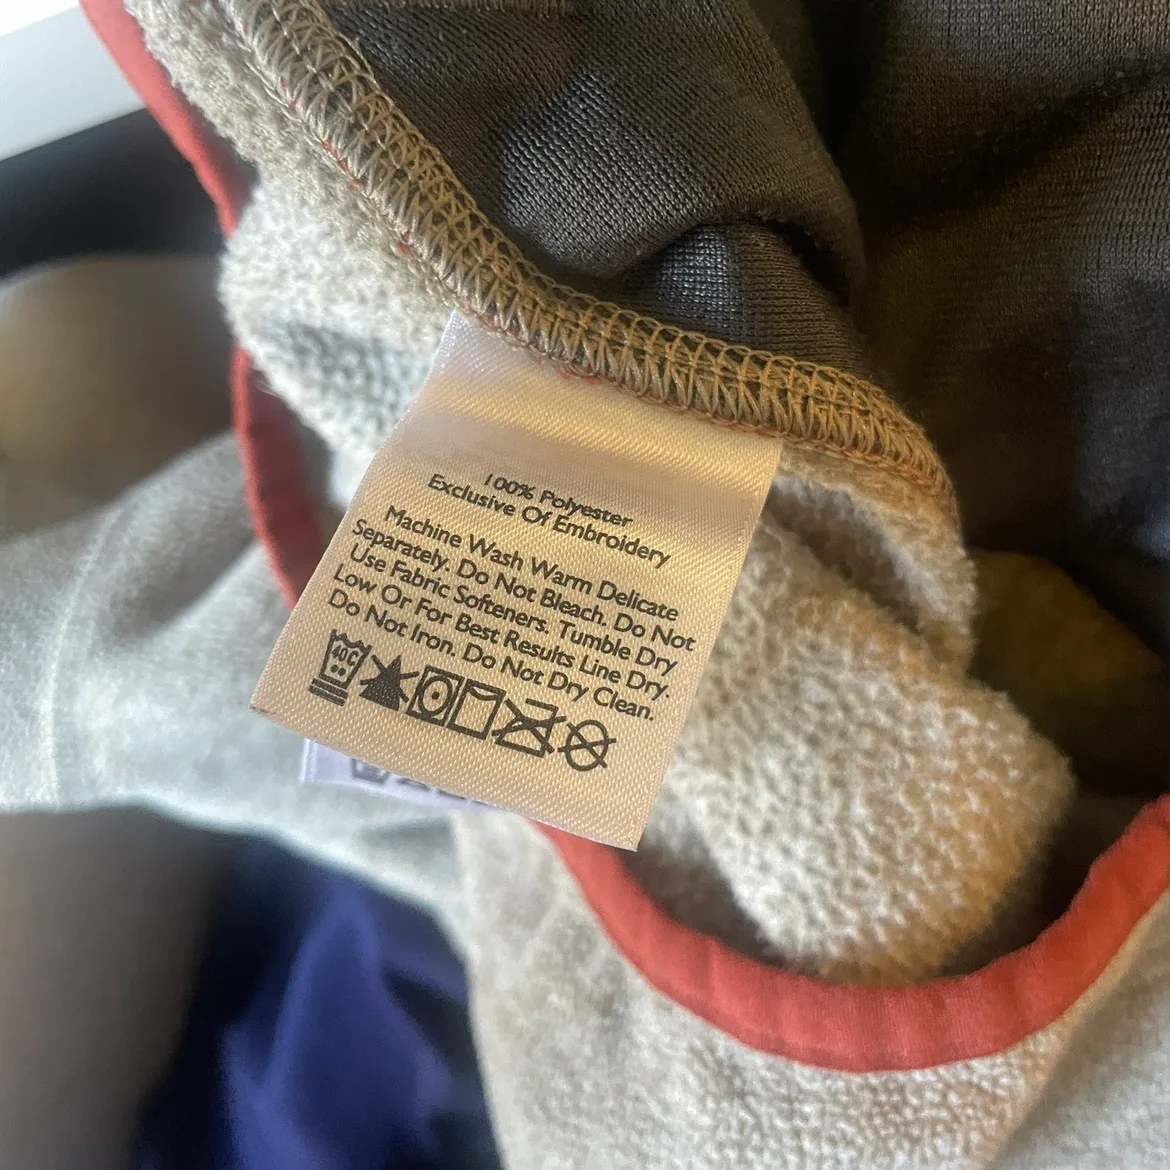 100% Polyester
Exclusive Of Embroidery
Machine Wash Warm Delicate
Separately. Do Not Bleach. Do Not
Use Fabric Softeners. Tumble Dry
Low Or For Best Results Line Dry.
Do Not Iron. Do Not Dry Clean.
40C